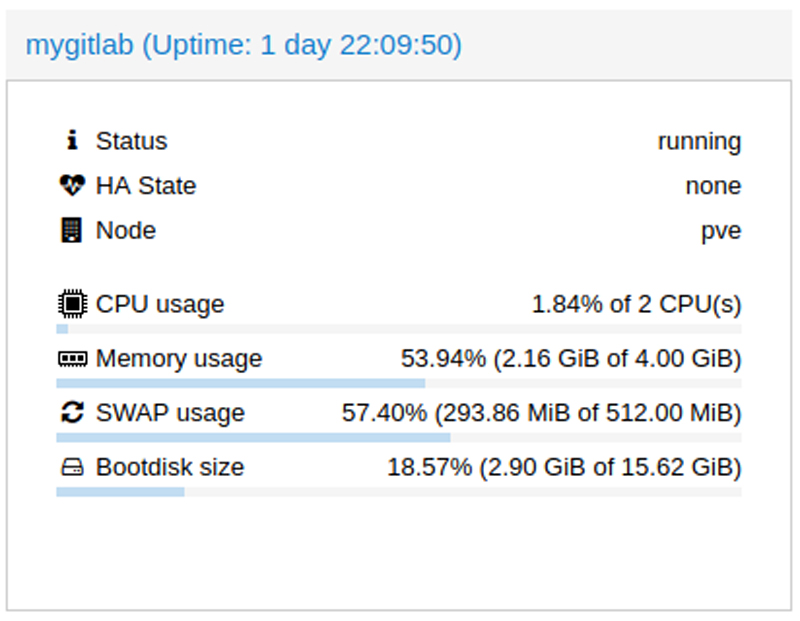 mygitlab (Uptime: 1 day 22:09:50)
Status running
HA State none
Node pve
CPU usage 1.84% of 2 CPU(s)
Memory usage 53.94% (2.16 GiB of 4.00 GiB)
SWAP usage 57.40% (293.86 MiB of 512.00 MiB)
Bootdisk size 18.57% (2.90 GiB of 15.62 GiB)